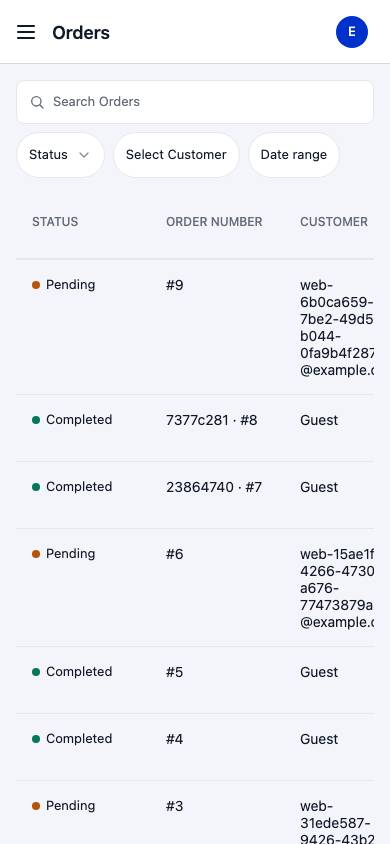 Orders
E
Search Orders
Status
Select Customer
Date range
STATUS
ORDER NUMBER
CUSTOMER
Pending
#9
web-
6b0ca659-
7be2-49d5
b044-
0fa9b4f287
@example.
Completed
7377c281 · #8
Guest
Completed
23864740 · #7
Guest
Pending
#6
web-15ae1f
4266-4730
a676-
77473879a
@example.
Completed
#5
Guest
Completed
#4
Guest
Pending
#3
web-
31ede587-
9426-43b2